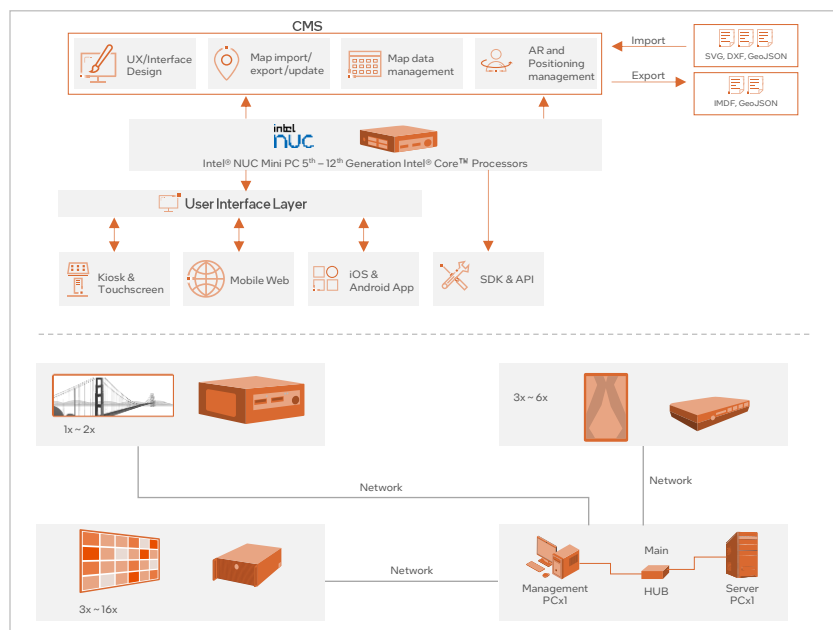 CMS
UX/Interface
Design
Map import/
export/update
Map data
management
AR and
Positioning
management
Import
Export
SVG, DXF, GeoJSON
IMDF, GeoJSON
intel
nuc
Intel® NUC Mini PC 5th – 12th Generation Intel® Core™ Processors
User Interface Layer
Kiosk &
Touchscreen
Mobile Web
iOS &
Android App
SDK & API
1x ~ 2x
3x ~ 6x
Network
Network
3x ~ 16x
Network
Management
PCx1
Main
HUB
Server
PCx1